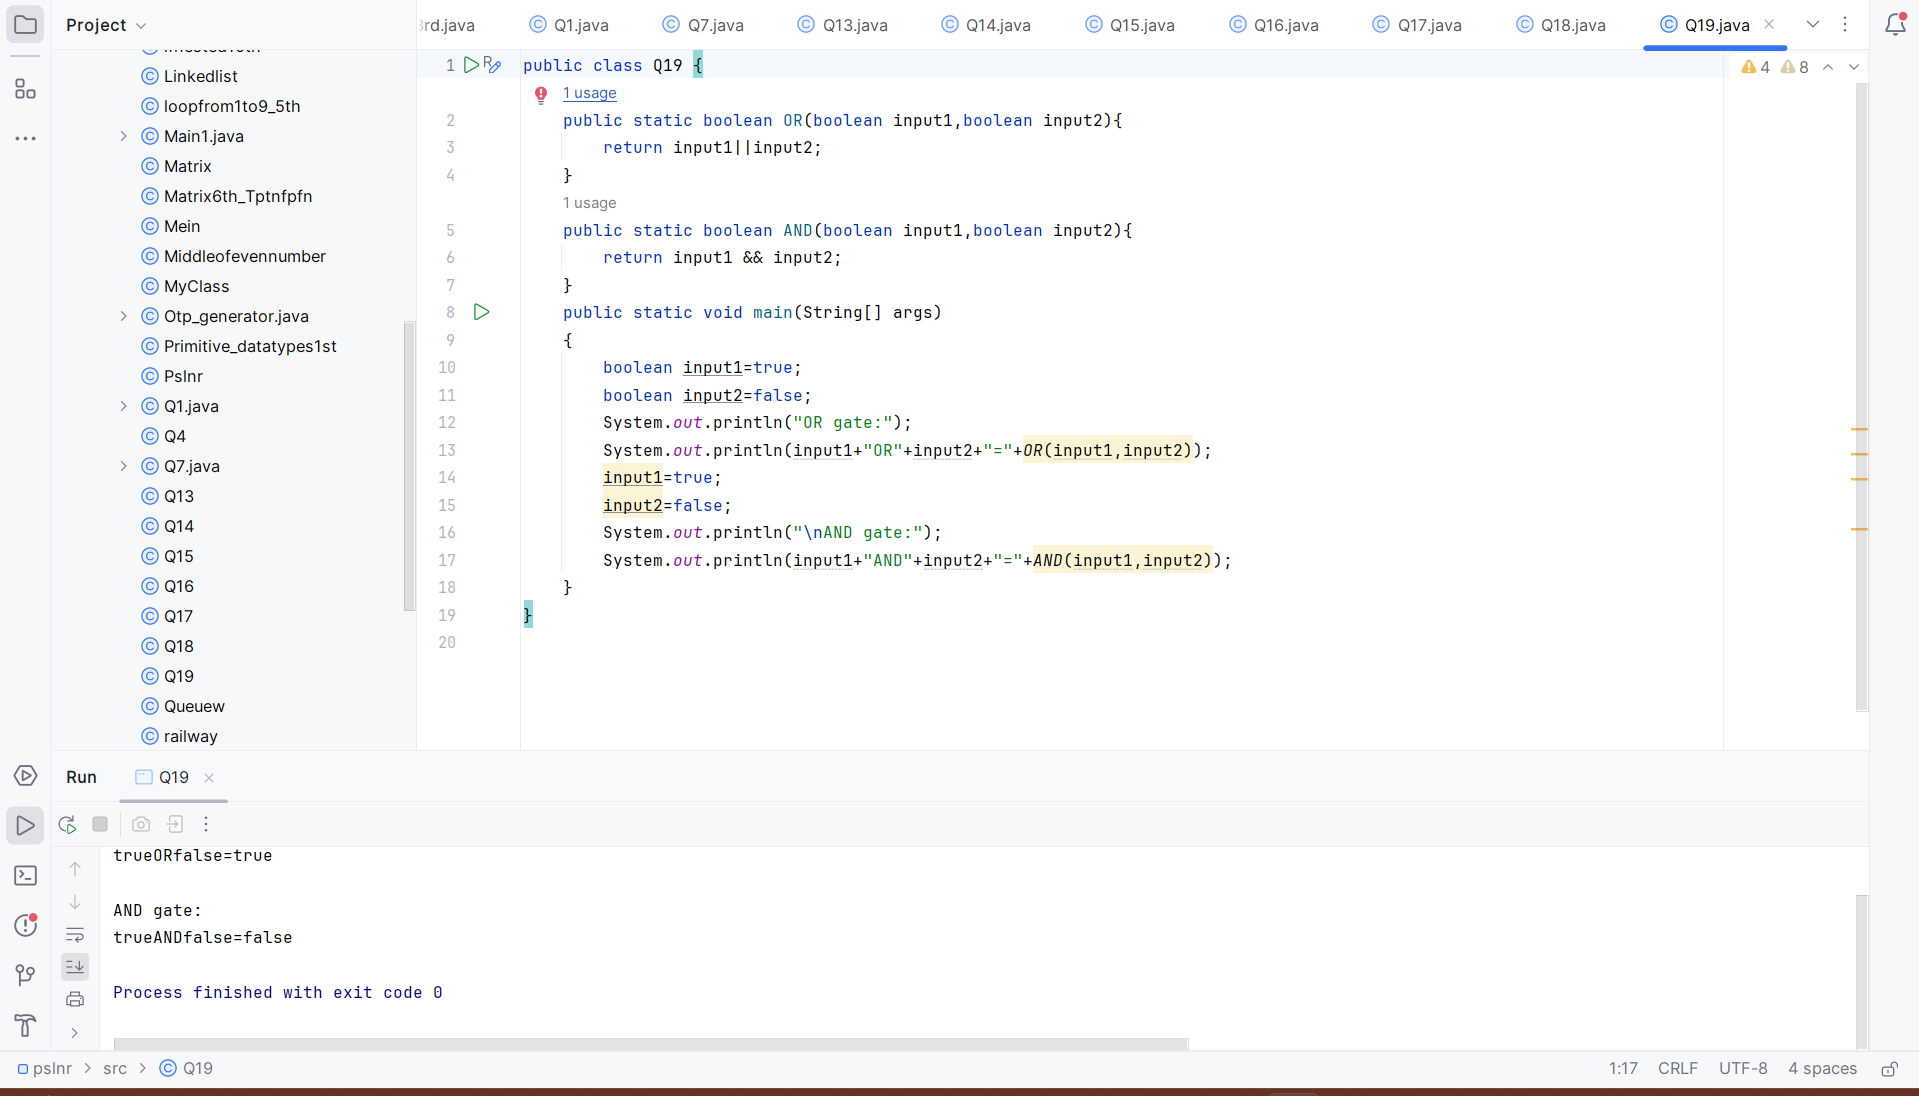 Project
rd.java
Q1.java
Q7.java
Q13.java
Q14.java
Q15.java
Q16.java
Q17.java
Q18.java
Q19.java
Linkedlist
loopfrom1to9_5th
Main1.java
Matrix
Matrix6th_Tptnfpfn
Mein
Middleofevennumber
MyClass
Otp_generator.java
Primitive_datatypes1st
Pslnr
Q1.java
Q4
Q7.java
Q13
Q14
Q15
Q16
Q17
Q18
Q19
Queuew
railway
4 8
1 public class Q19 {
1 usage
2 public static boolean OR(boolean input1,boolean input2){
3 return input1||input2;
4 }
1 usage
5 public static boolean AND(boolean input1,boolean input2){
6 return input1 && input2;
7 }
8 public static void main(String[] args)
9 {
10 boolean input1=true;
11 boolean input2=false;
12 System.out.println("OR gate:");
13 System.out.println(input1+"OR"+input2+"="+OR(input1,input2));
14 input1=true;
15 input2=false;
16 System.out.println("\nAND gate:");
17 System.out.println(input1+"AND"+input2+"="+AND(input1,input2));
18 }
19 }
20
Run Q19
trueORfalse=true
AND gate:
trueANDfalse=false
Process finished with exit code 0
pslnr > src > Q19
1:17 CRLF UTF-8 4 spaces